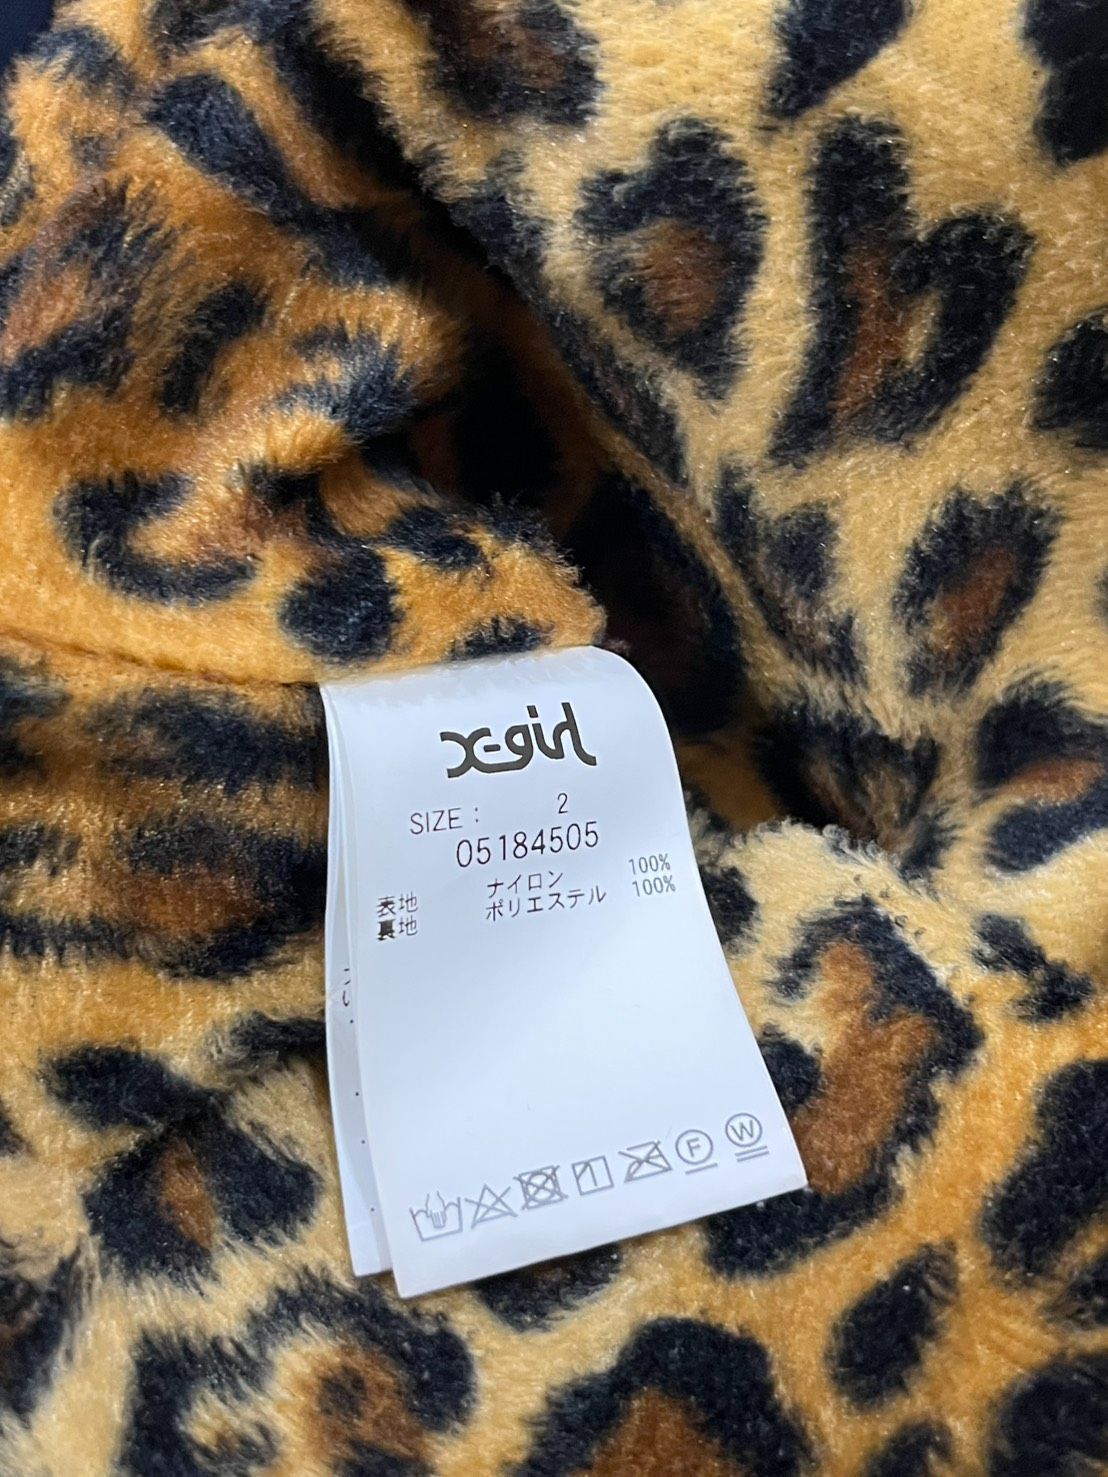 X-girl
SIZE : 2
05184505
表地 ナイロン 100%
裏地 ポリエステル 100%
F
W